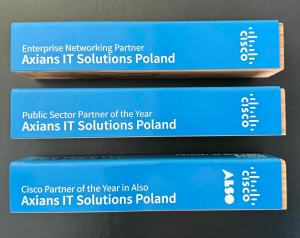 Enterprise Networking Partner
Axians IT Solutions Poland
CISCO
Public Sector Partner of the Year
Axians IT Solutions Poland
CISCO
Cisco Partner of the Year in Also
Axians IT Solutions Poland
ALSO
CISCO